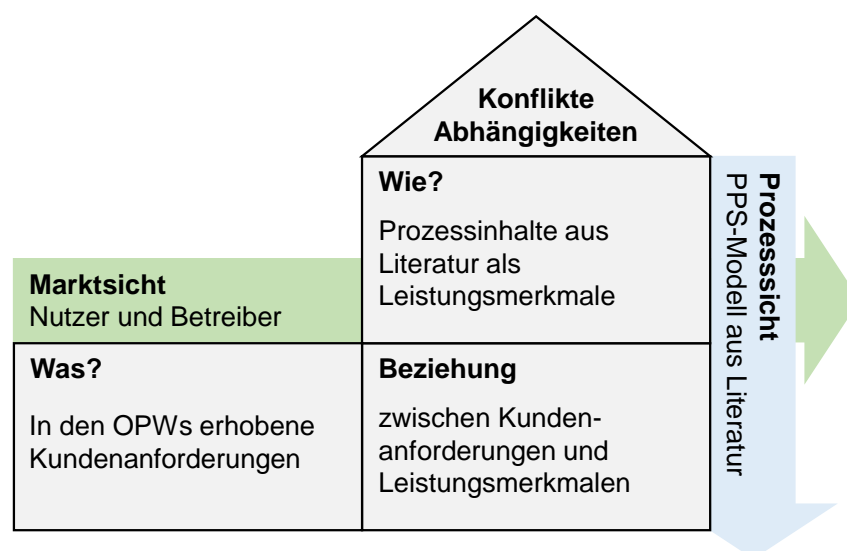 Konflikte
Abhängigkeiten
Wie?
Prozessinhalte aus
Literatur als
Leistungsmerkmale
Marktsicht
Nutzer und Betreiber
Was?
In den OPWs erhobene
Kundenanforderungen
Beziehung
zwischen Kunden-
anforderungen und
Leistungsmerkmalen
Prozesssicht
PPS-Modell aus Literatur